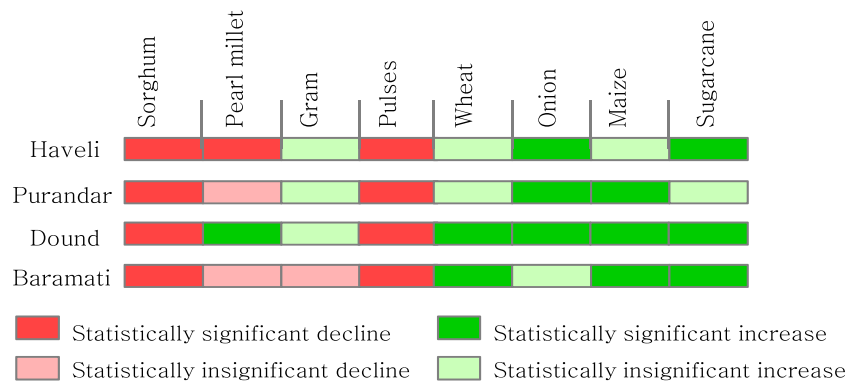 Sorghum
Pearl millet
Gram
Pulses
Wheat
Onion
Maize
Sugarcane
Haveli
Purandar
Dound
Baramati
Statistically significant decline
Statistically significant increase
Statistically insignificant decline
Statistically insignificant increase